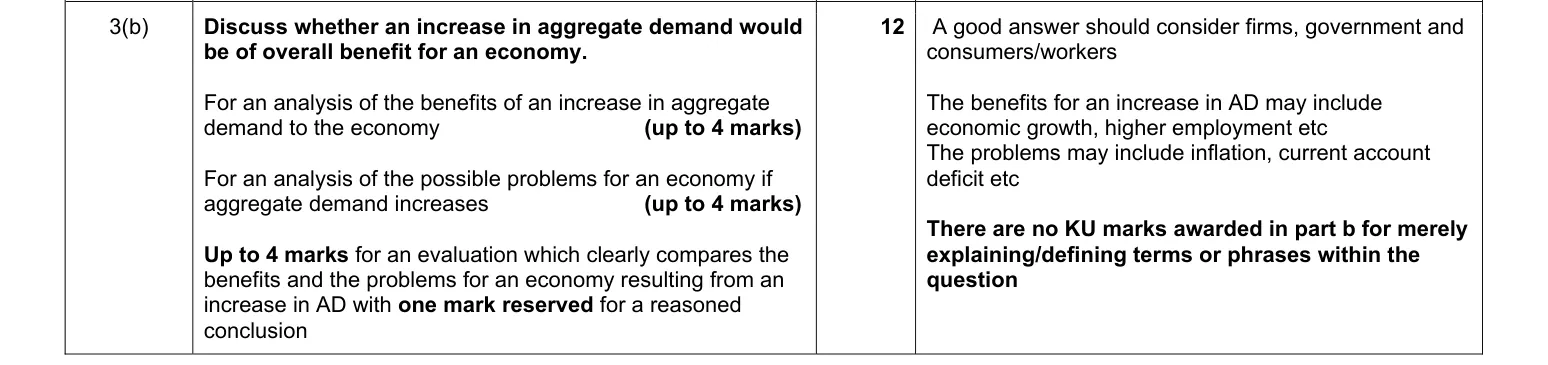 3(b)
Discuss whether an increase in aggregate demand would
be of overall benefit for an economy.
For an analysis of the benefits of an increase in aggregate
demand to the economy (up to 4 marks)
For an analysis of the possible problems for an economy if
aggregate demand increases (up to 4 marks)
Up to 4 marks for an evaluation which clearly compares the
benefits and the problems for an economy resulting from an
increase in AD with one mark reserved for a reasoned
conclusion
12
A good answer should consider firms, government and
consumers/workers
The benefits for an increase in AD may include
economic growth, higher employment etc
The problems may include inflation, current account
deficit etc
There are no KU marks awarded in part b for merely
explaining/defining terms or phrases within the
question